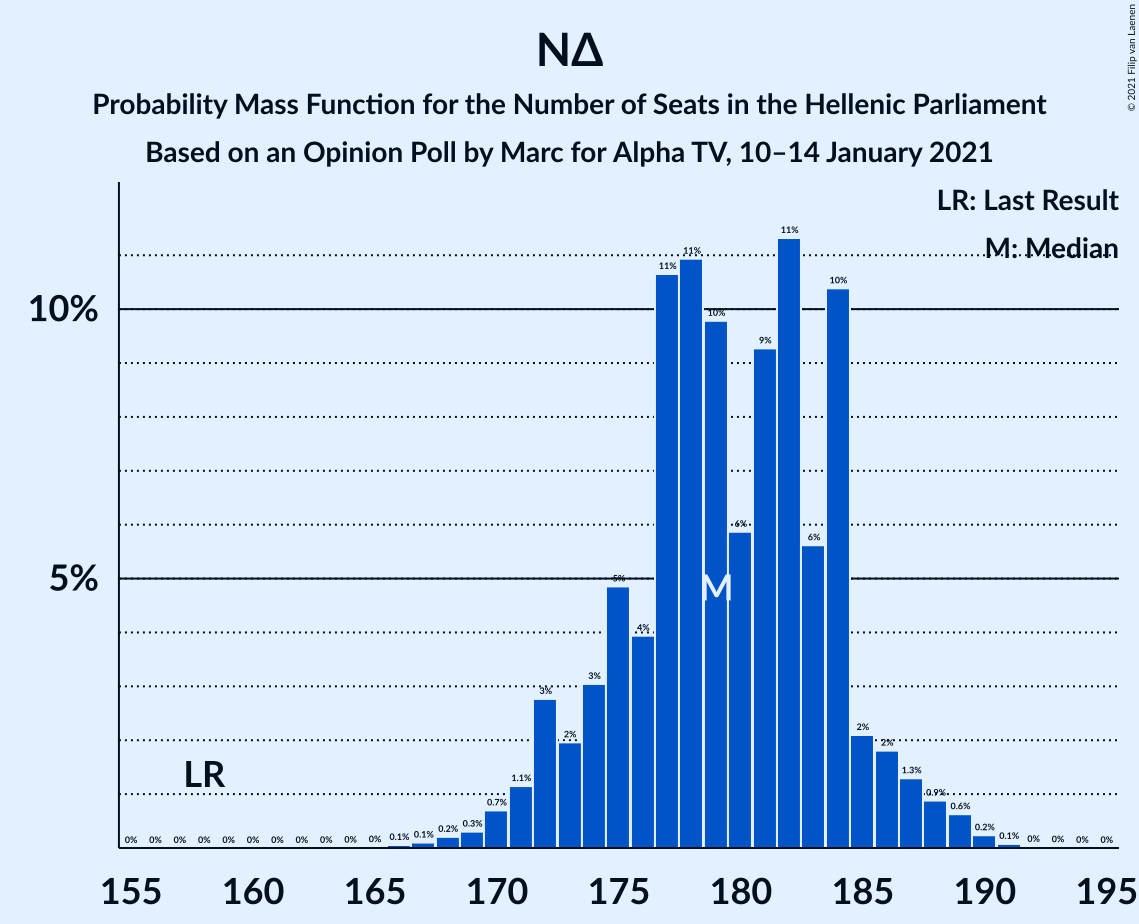 © 2021 Filip van Laenen
ΝΔ
Probability Mass Function for the Number of Seats in the Hellenic Parliament
Based on an Opinion Poll by Marc for Alpha TV, 10–14 January 2021
LR: Last Result
M: Median
10%
5%
0% 0% 0% 0% 0% 0% 0% 0% 0% 0% 0% 0.1% 0.1% 0.2% 0.3% 0.7% 1.1% 3% 2% 3% 5% 4% 11% 11% 10% 6% 9% 11% 6% 10% 2% 2% 1.3% 0.9% 0.6% 0.2% 0.1% 0% 0% 0% 0%
M
LR
155 160 165 170 175 180 185 190 195